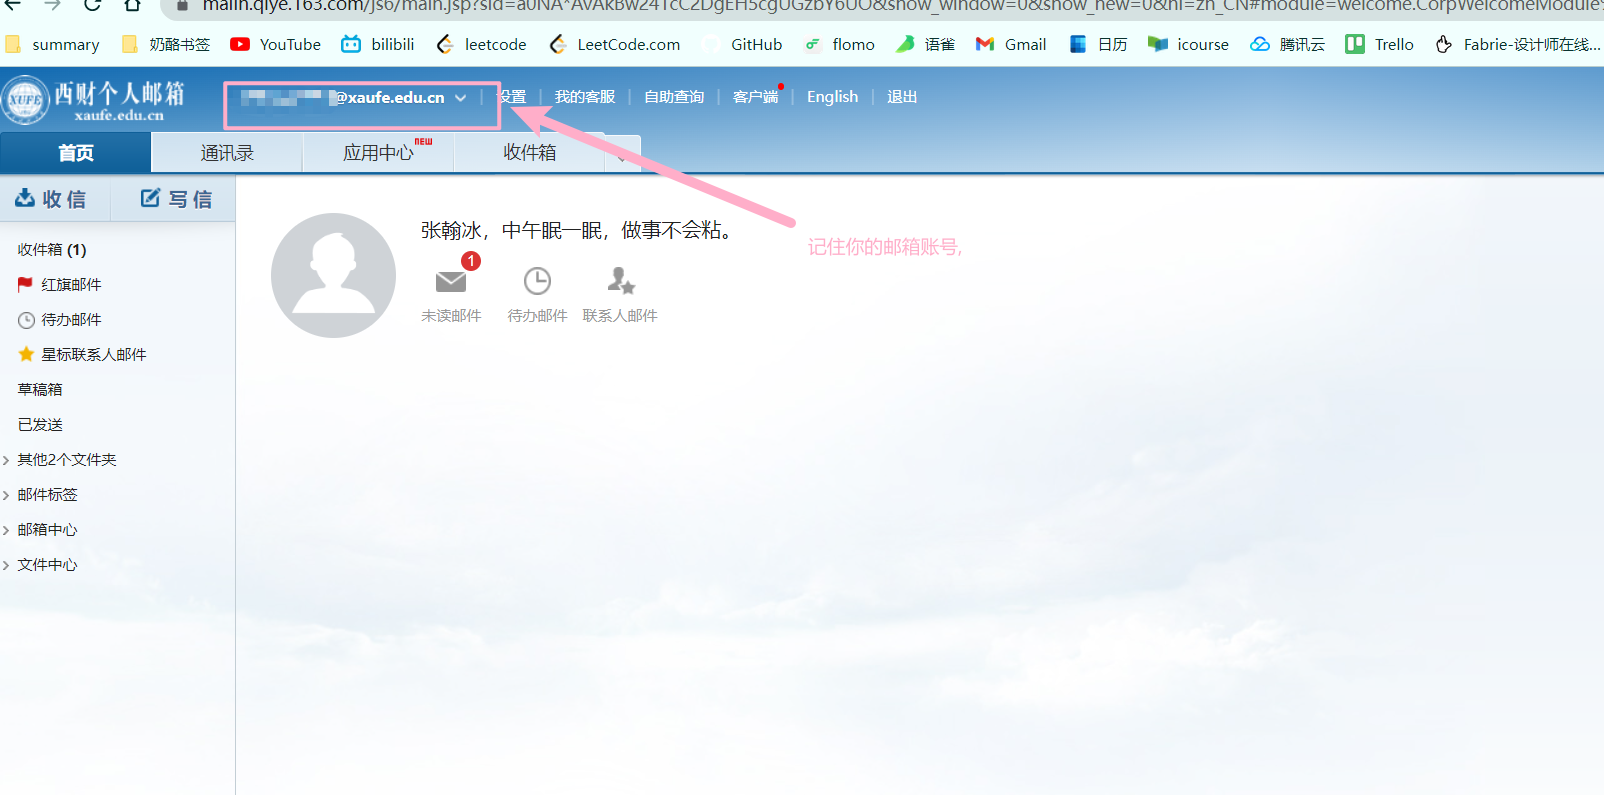 mailh.qiye.163.com/js6/main.jsp?sid=
&show_window=0&show_new=0&hl=zh_CN#module=welcome.CorpWelcomeModule
summary 奶酪书签 YouTube bilibili leetcode LeetCode.com GitHub flomo 语雀 Gmail 日历 icourse 腾讯云 Trello Fabrie-设计师在线...
XUFE 西财个人邮箱
xaufe.edu.cn
@xaufe.edu.cn 设置 我的客服 自助查询 客户端 English 退出
首页 通讯录 应用中心 NEW 收件箱
收信 写信
收件箱 (1)
红旗邮件
待办邮件
星标联系人邮件
草稿箱
已发送
其他2个文件夹
邮件标签
邮箱中心
文件中心
张翰冰，中午眠一眠，做事不会粘。
1
未读邮件 待办邮件 联系人邮件
记住你的邮箱账号,